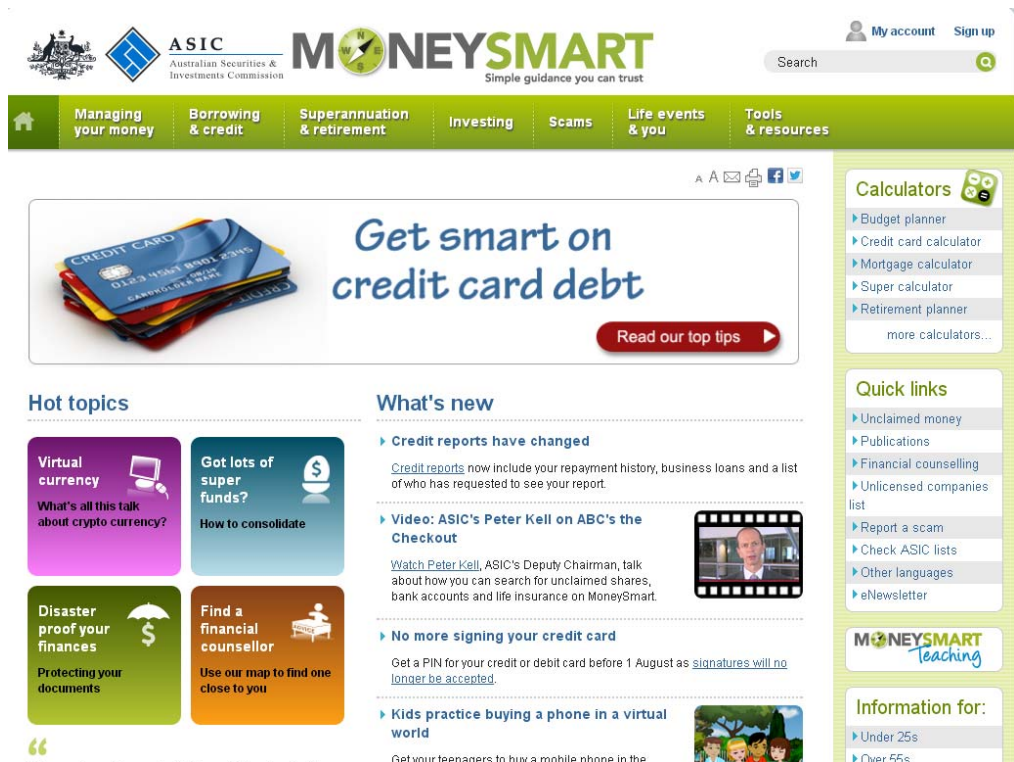 ASIC
Australian Securities &
Investments Commission
MONEYSMART
Simple guidance you can trust
My account Sign up
Search
Managing
your money
Borrowing
& credit
Superannuation
& retirement
Investing
Scams
Life events
& you
Tools
& resources
A A
CREDIT CARD
0123 4567 8901 2345
CARDHOLDER NAME
Get smart on
credit card debt
Read our top tips
Hot topics
Virtual
currency
What's all this talk
about crypto currency?
Got lots of
super
funds?
How to consolidate
$
Disaster
proof your
finances
$
Protecting your
documents
Find a
financial
counsellor
ADVICE
Use our map to find one
close to you
“
What's new
Credit reports have changed
Credit reports now include your repayment history, business loans and a list
of who has requested to see your report.
Video: ASIC's Peter Kell on ABC's the
Checkout
Watch Peter Kell, ASIC's Deputy Chairman, talk
about how you can search for unclaimed shares,
bank accounts and life insurance on MoneySmart.
No more signing your credit card
Get a PIN for your credit or debit card before 1 August as signatures will no
longer be accepted.
Kids practice buying a phone in a virtual
world
Get your teenagers to buy a mobile phone in the
Calculators
Budget planner
Credit card calculator
Mortgage calculator
Super calculator
Retirement planner
more calculators...
Quick links
Unclaimed money
Publications
Financial counselling
Unlicensed companies
list
Report a scam
Check ASIC lists
Other languages
eNewsletter
MONEYSMART
Teaching
Information for:
Under 25s
Over 55s